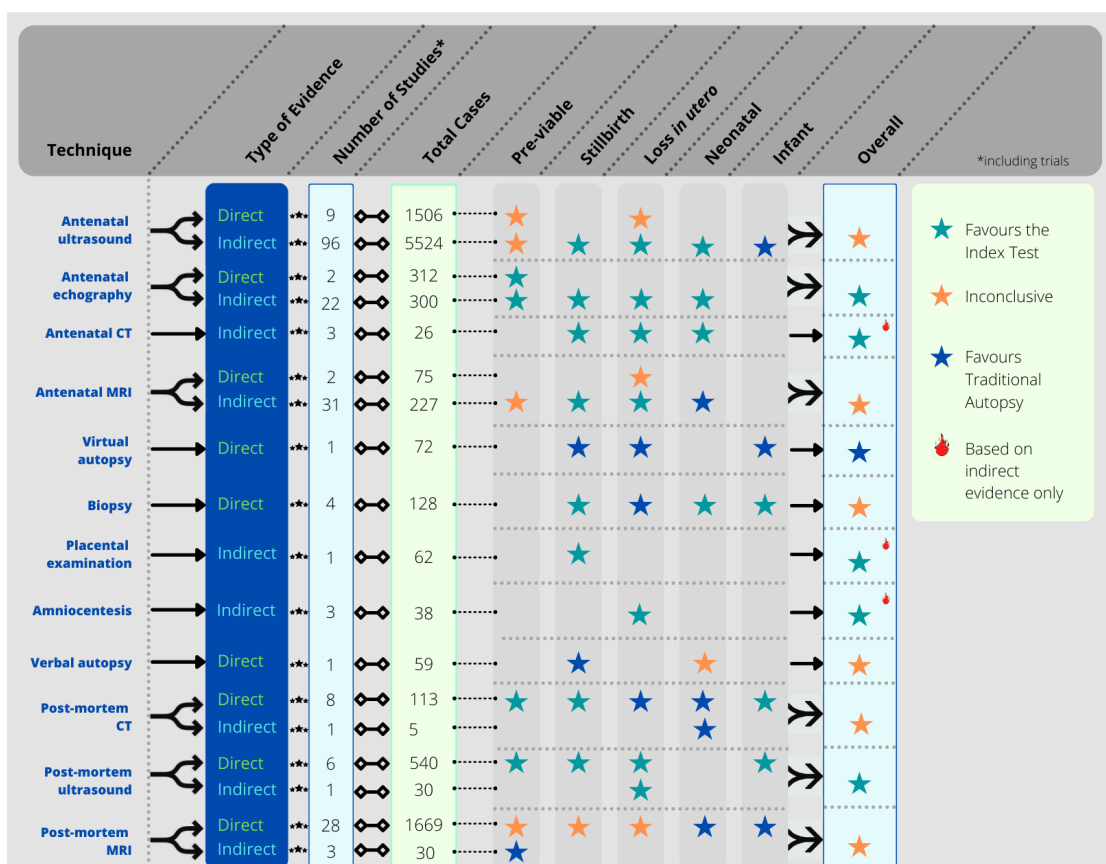 Technique
Type of Evidence
Number of Studies*
Total Cases
Pre-viable
Stillbirth
Loss in utero
Neonatal
Infant
Overall
*including trials
Antenatal
ultrasound
Direct 9 1506
Indirect 96 5524
Antenatal
echography
Direct 2 312
Indirect 22 300
Antenatal CT Indirect 3 26
Antenatal MRI
Direct 2 75
Indirect 31 227
Virtual
autopsy
Direct 1 72
Biopsy Direct 4 128
Placental
examination
Indirect 1 62
Amniocentesis Indirect 3 38
Verbal autopsy Direct 1 59
Post-mortem
CT
Direct 8 113
Indirect 1 5
Post-mortem
ultrasound
Direct 6 540
Indirect 1 30
Post-mortem
MRI
Direct 28 1669
Indirect 3 30
Favours the
Index Test
Inconclusive
Favours
Traditional
Autopsy
Based on
indirect
evidence only